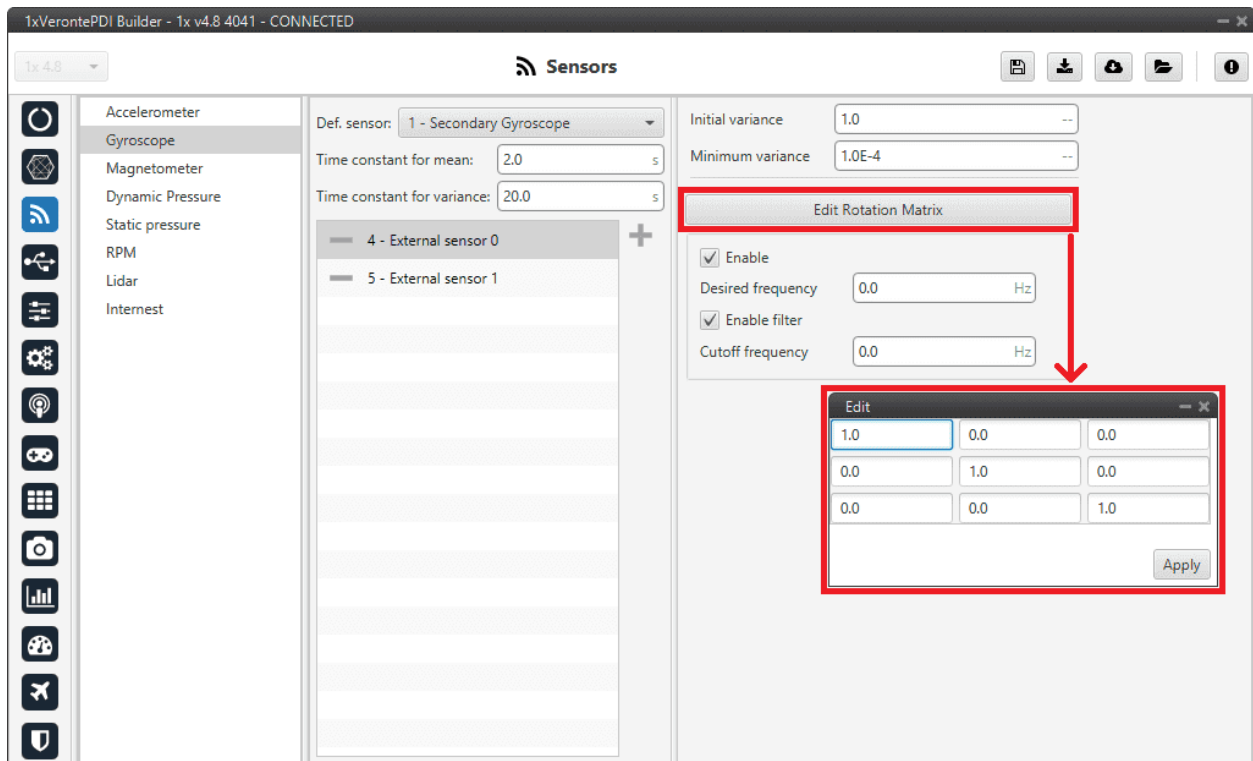 1xVerontePDI Builder - 1x v4.8 4041 - CONNECTED
1x 4.8
Sensors
Accelerometer
Gyroscope
Magnetometer
Dynamic Pressure
Static pressure
RPM
Lidar
Internest
Def. sensor: 1 - Secondary Gyroscope
Time constant for mean: 2.0 s
Time constant for variance: 20.0 s
4 - External sensor 0
5 - External sensor 1
Initial variance 1.0 --
Minimum variance 1.0E-4 --
Edit Rotation Matrix
Enable
Desired frequency 0.0 Hz
Enable filter
Cutoff frequency 0.0 Hz
Edit
1.0 0.0 0.0
0.0 1.0 0.0
0.0 0.0 1.0
Apply